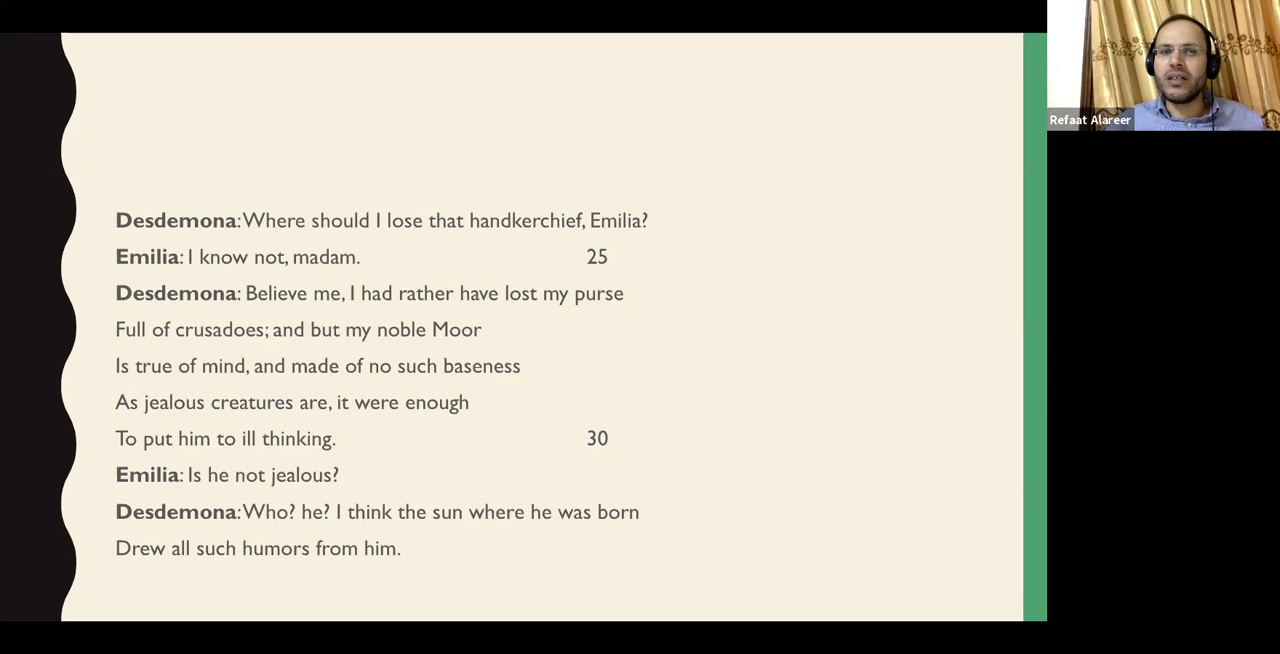 Refaat Alareer
Desdemona: Where should I lose that handkerchief, Emilia?
Emilia: I know not, madam. 25
Desdemona: Believe me, I had rather have lost my purse
Full of crusadoes; and but my noble Moor
Is true of mind, and made of no such baseness
As jealous creatures are, it were enough
To put him to ill thinking. 30
Emilia: Is he not jealous?
Desdemona: Who? he? I think the sun where he was born
Drew all such humors from him.